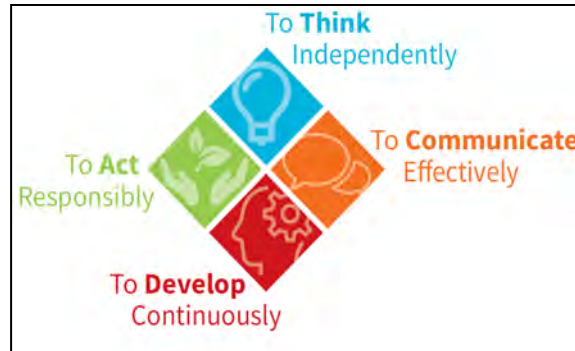 To Think
Independently
To Communicate
Effectively
To Act
Responsibly
To Develop
Continuously